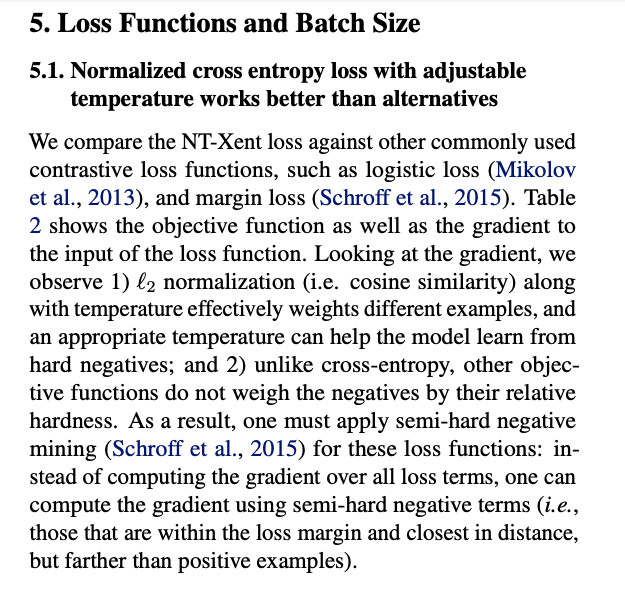 5. Loss Functions and Batch Size
5.1. Normalized cross entropy loss with adjustable
temperature works better than alternatives
We compare the NT-Xent loss against other commonly used
contrastive loss functions, such as logistic loss (Mikolov
et al., 2013), and margin loss (Schroff et al., 2015). Table
2 shows the objective function as well as the gradient to
the input of the loss function. Looking at the gradient, we
observe 1) ℓ2 normalization (i.e. cosine similarity) along
with temperature effectively weights different examples, and
an appropriate temperature can help the model learn from
hard negatives; and 2) unlike cross-entropy, other objec-
tive functions do not weigh the negatives by their relative
hardness. As a result, one must apply semi-hard negative
mining (Schroff et al., 2015) for these loss functions: in-
stead of computing the gradient over all loss terms, one can
compute the gradient using semi-hard negative terms (i.e.,
those that are within the loss margin and closest in distance,
but farther than positive examples).